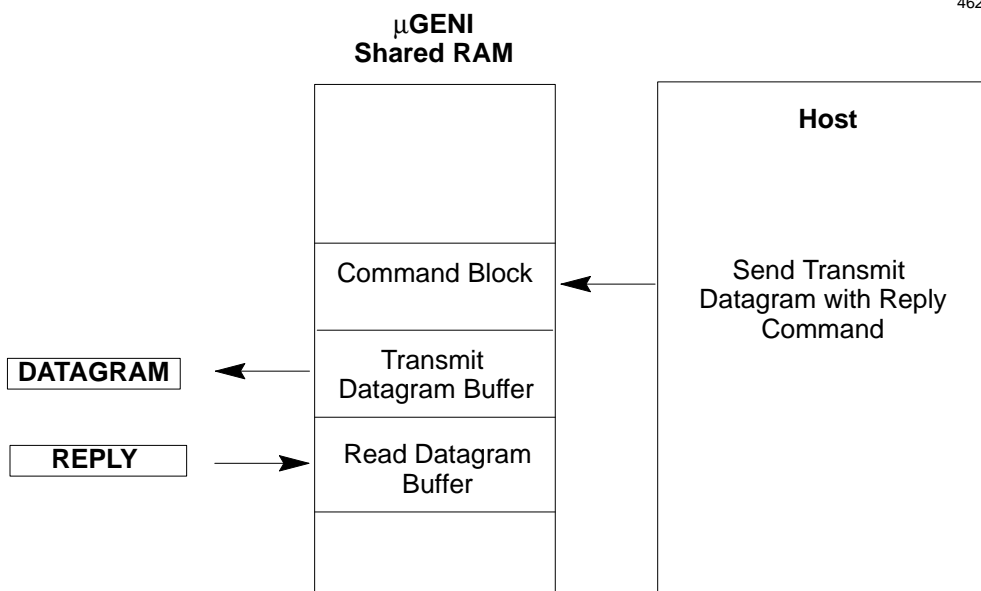 462
μGENI
Shared RAM
Host
Command Block
Send Transmit
Datagram with Reply
Command
DATAGRAM
Transmit
Datagram Buffer
REPLY
Read Datagram
Buffer